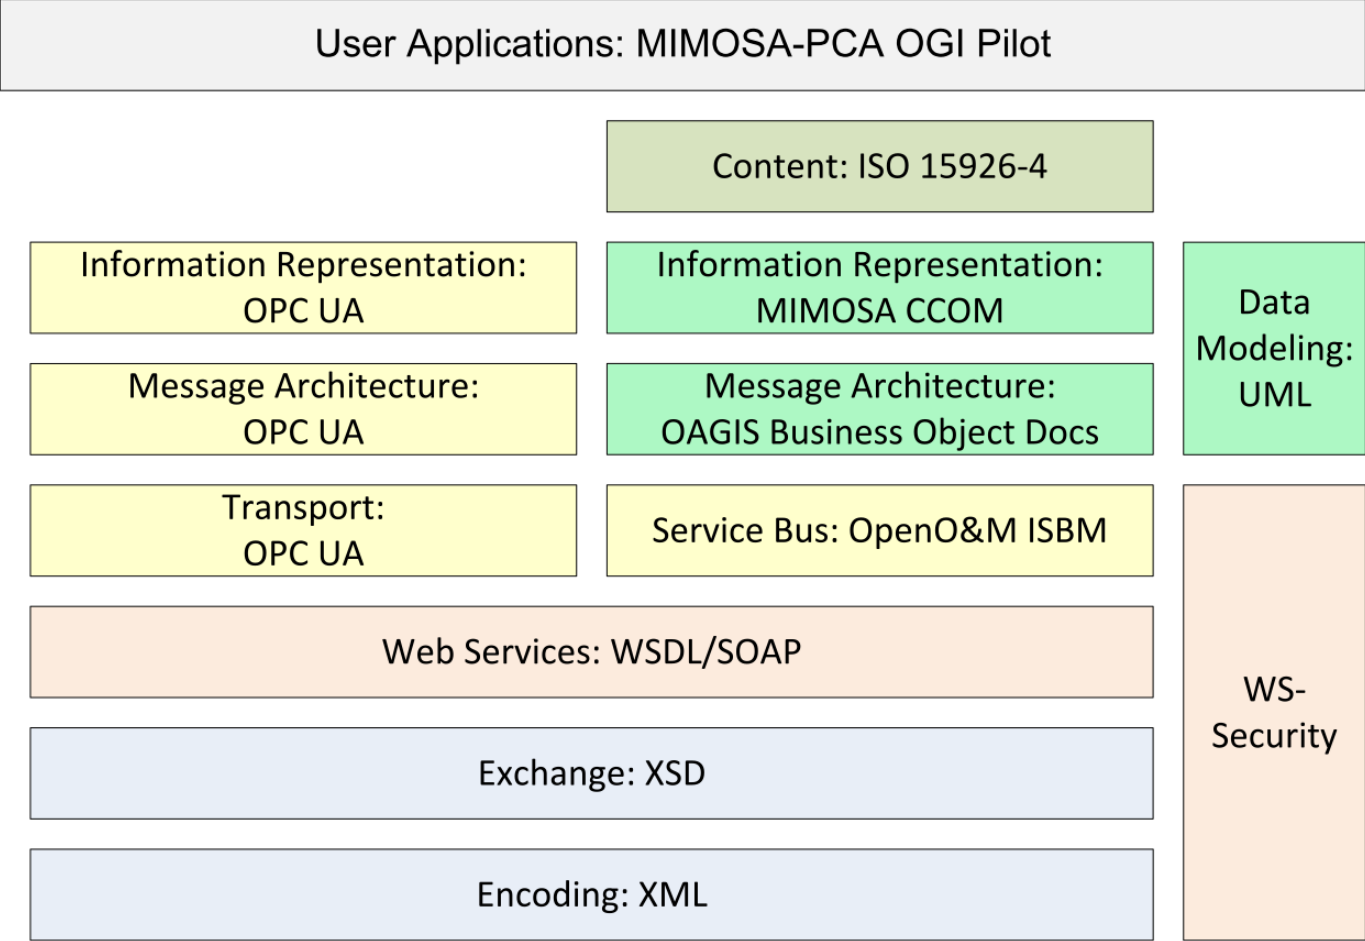 User Applications: MIMOSA-PCA OGI Pilot
Content: ISO 15926-4
Information Representation:
OPC UA
Information Representation:
MIMOSA CCOM
Data
Modeling:
UML
Message Architecture:
OPC UA
Message Architecture:
OAGIS Business Object Docs
Transport:
OPC UA
Service Bus: OpenO&M ISBM
WS-
Security
Web Services: WSDL/SOAP
Exchange: XSD
Encoding: XML